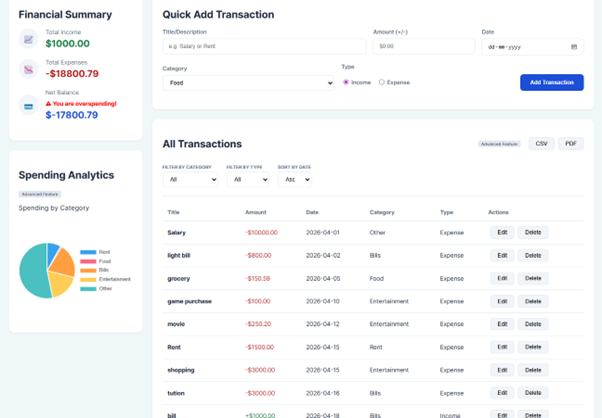 Financial Summary
Total Income
$1000.00
Total Expenses
-$18800.79
Net Balance
You are overspending!
$-17800.79
Spending Analytics
Advanced Feature
Spending by Category
Rent
Food
Bills
Entertainment
Other
Quick Add Transaction
Title/Description Amount (+/-) Date
e.g. Salary or Rent $0.00 dd-mm-yyyy
Category Type
Food Income Expense Add Transaction
All Transactions Advanced Feature CSV PDF
FILTER BY CATEGORY FILTER BY TYPE SORT BY DATE
All All Asc
Title Amount Date Category Type Actions
Salary -$10000.00 2026-04-01 Other Expense Edit Delete
light bill -$800.00 2026-04-02 Bills Expense Edit Delete
grocery -$150.59 2026-04-05 Food Expense Edit Delete
game purchase -$100.00 2026-04-10 Entertainment Expense Edit Delete
movie -$250.20 2026-04-12 Entertainment Expense Edit Delete
Rent -$1500.00 2026-04-15 Rent Expense Edit Delete
shopping -$3000.00 2026-04-15 Entertainment Expense Edit Delete
tution -$3000.00 2026-04-16 Bills Expense Edit Delete
bill +$1000.00 2026-04-18 Bills Income Edit Delete